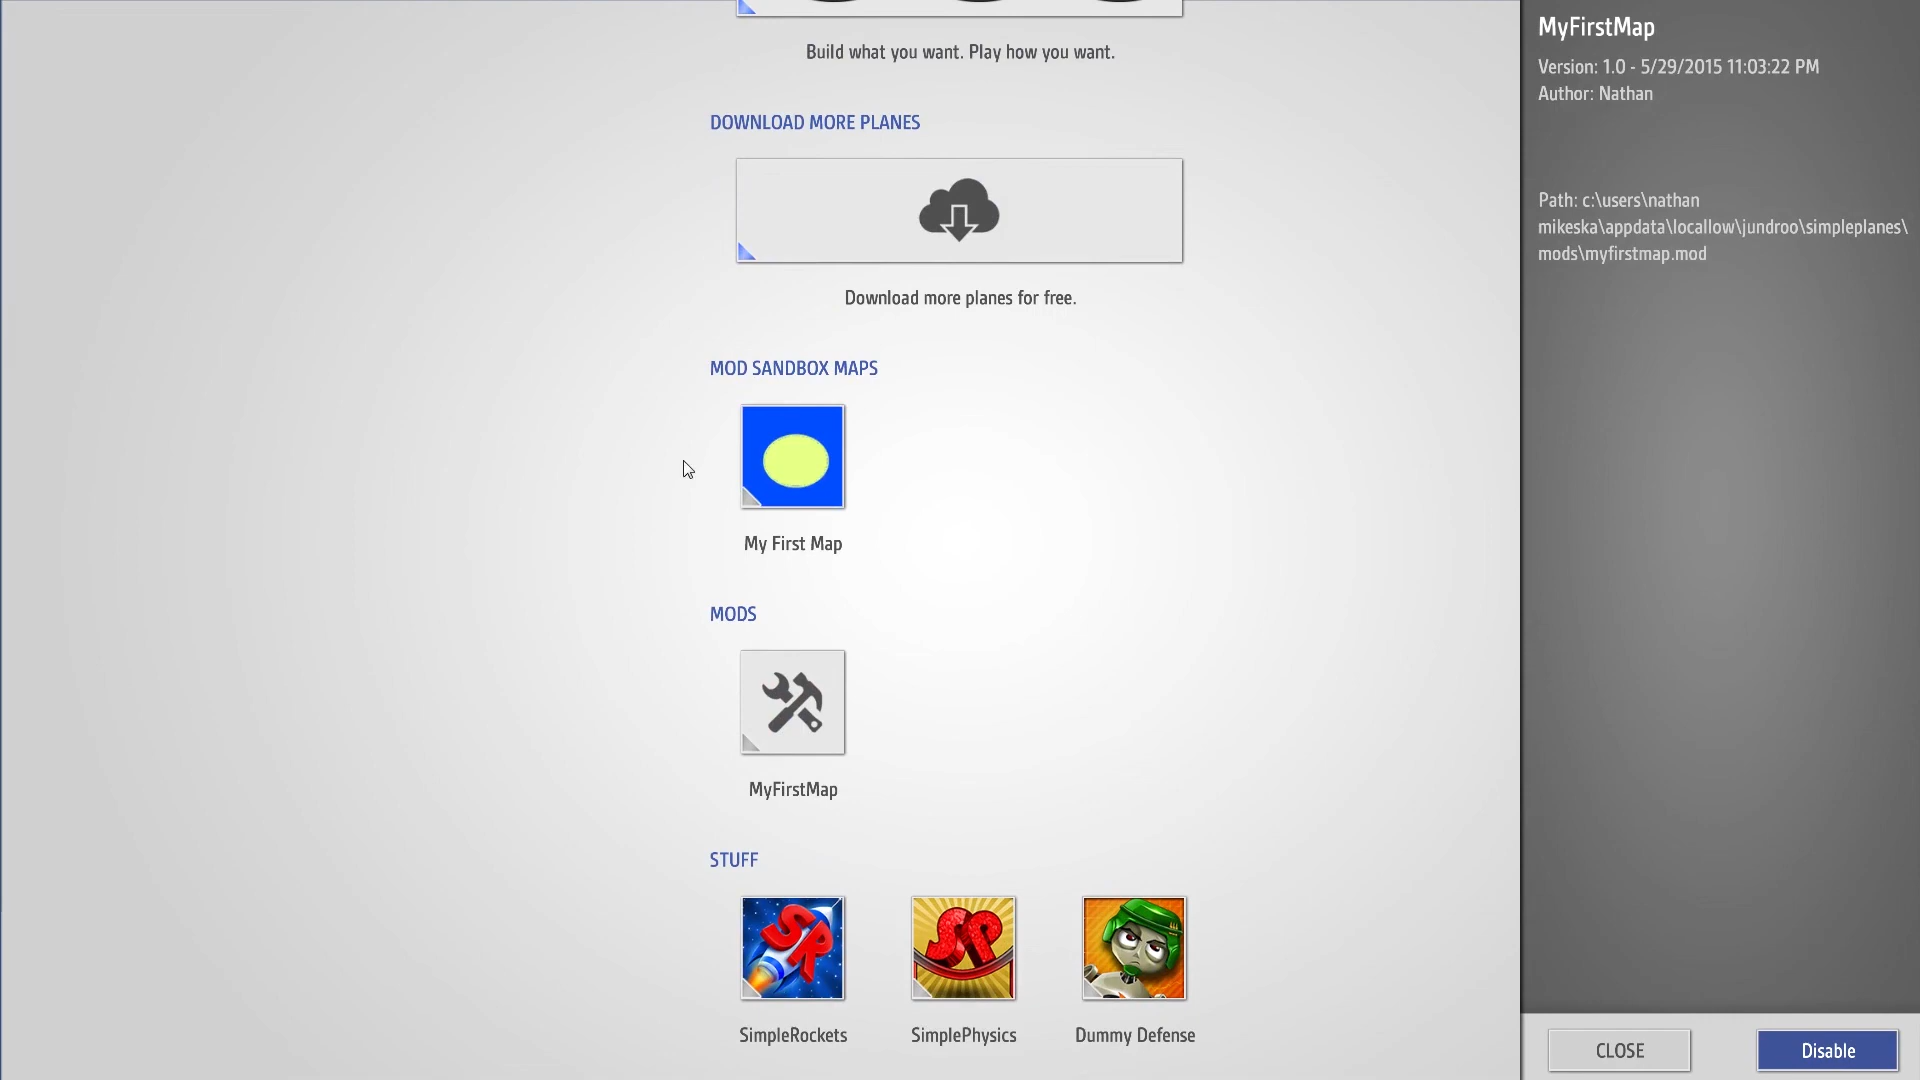 Build what you want. Play how you want.
DOWNLOAD MORE PLANES
Download more planes for free.
MOD SANDBOX MAPS
My First Map
MODS
MyFirstMap
STUFF
SR
SP
SimpleRockets
SimplePhysics
Dummy Defense
MyFirstMap
Version: 1.0 - 5/29/2015 11:03:22 PM
Author: Nathan
Path: c:\users\nathan
mikeska\appdata\locallow\jundroo\simpleplanes\
mods\myfirstmap.mod
CLOSE
Disable